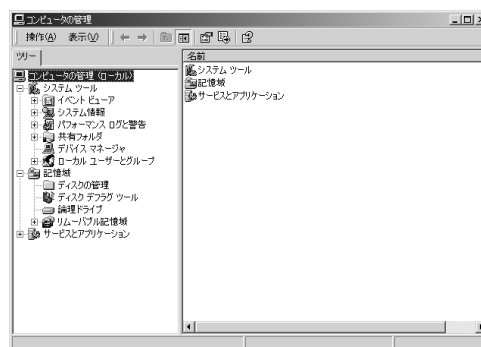 コンピュータの管理
操作(A) 表示(V)
ツリー
名前
コンピュータの管理 (ローカル)
システム ツール
イベント ビューア
システム情報
パフォーマンス ログと警告
共有フォルダ
デバイス マネージャ
ローカル ユーザーとグループ
記憶域
ディスクの管理
ディスク デフラグ ツール
論理ドライブ
リムーバブル記憶域
サービスとアプリケーション
システム ツール
記憶域
サービスとアプリケーション